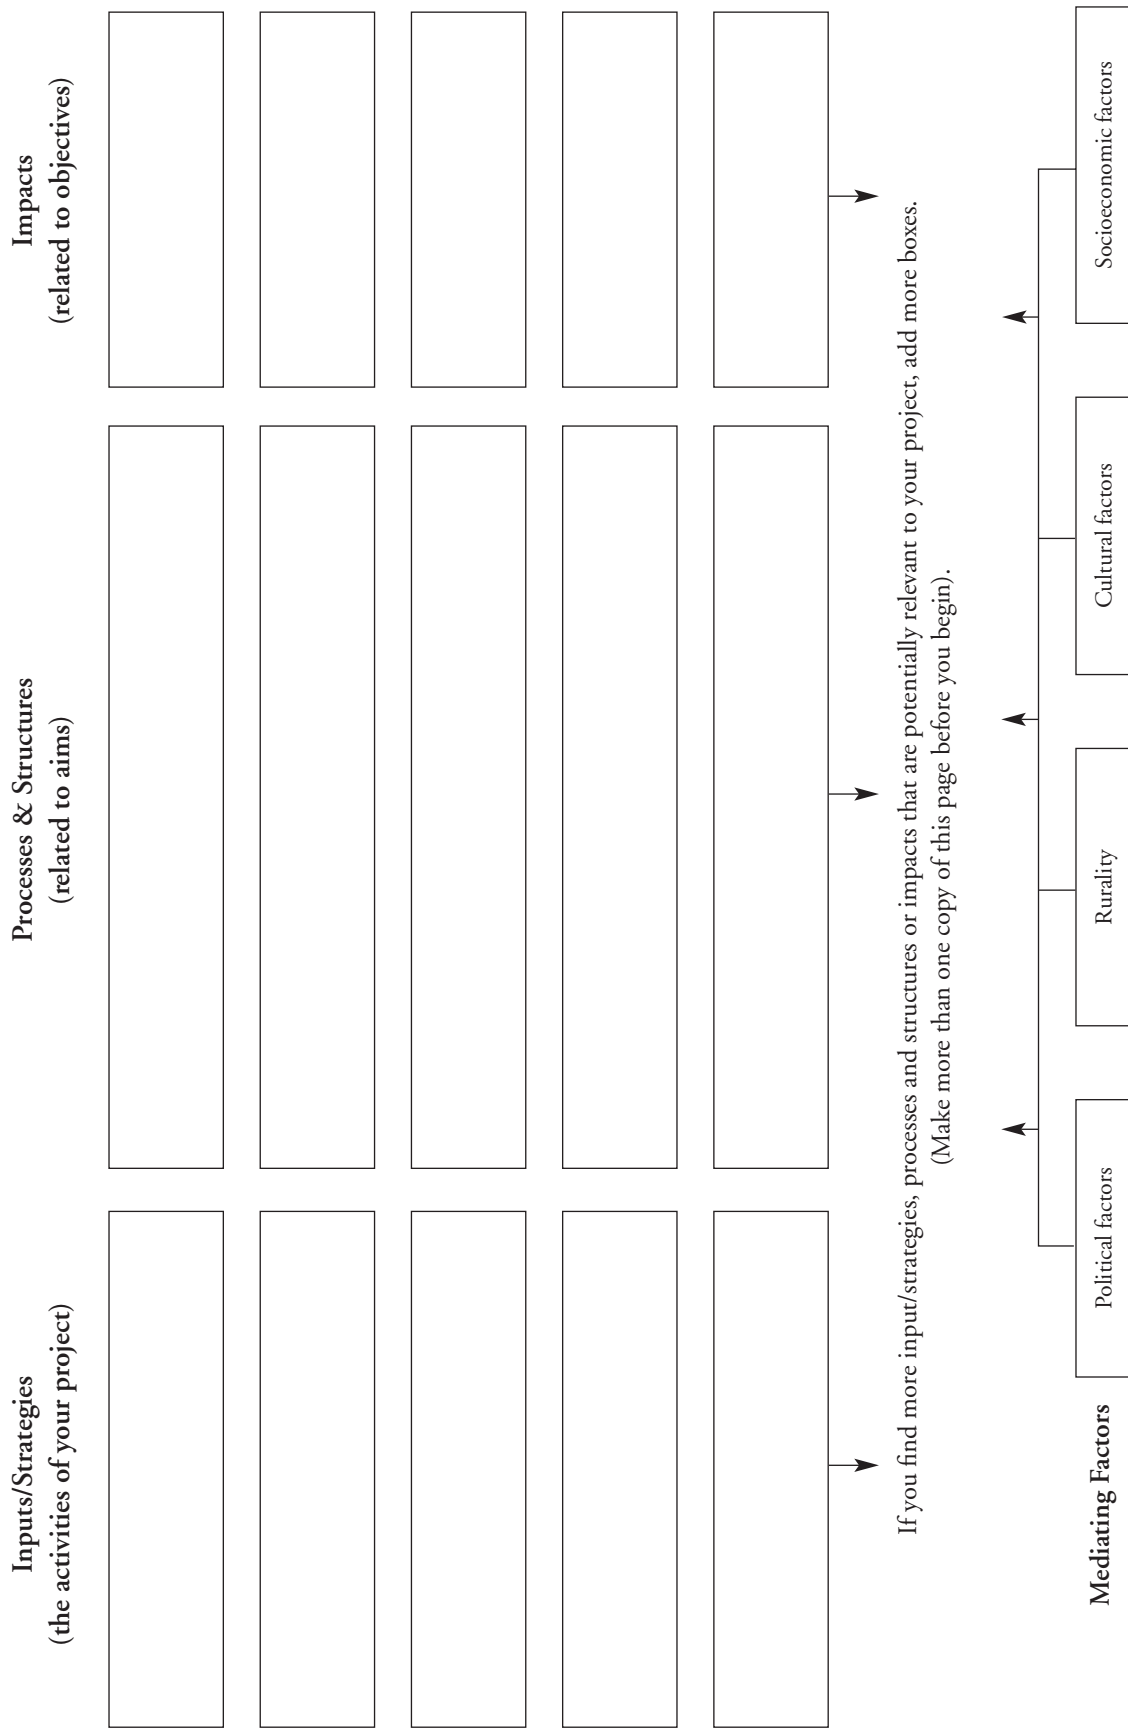 Inputs/Strategies
(the activities of your project)
Processes & Structures
(related to aims)
Impacts
(related to objectives)
If you find more input/strategies, processes and structures or impacts that are potentially relevant to your project, add more boxes.
(Make more than one copy of this page before you begin).
Mediating Factors
Political factors
Rurality
Cultural factors
Socioeconomic factors